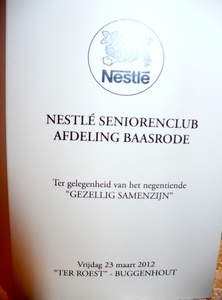 Nestlé
NESTLÉ SENIORENCLUB
AFDELING BAASRODE
Ter gelegenheid van het negentiende
"GEZELLIG SAMENZIJN"
Vrijdag 23 maart 2012
"TER ROEST" - BUGGENHOUT